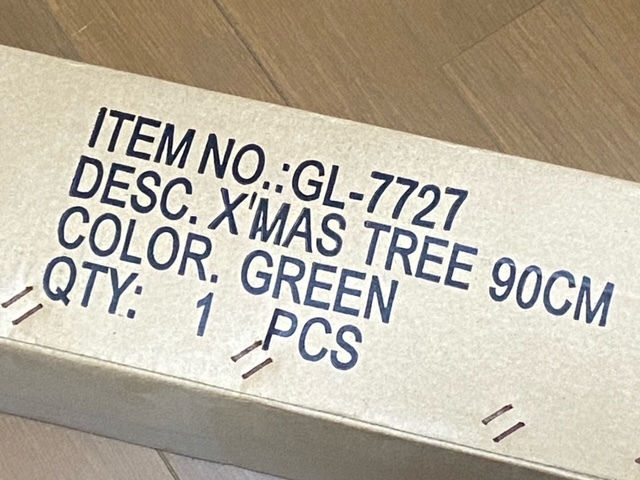 ITEM NO.:GL-7727
DESC. X'MAS TREE 90CM
COLOR. GREEN
QTY: 1 PCS